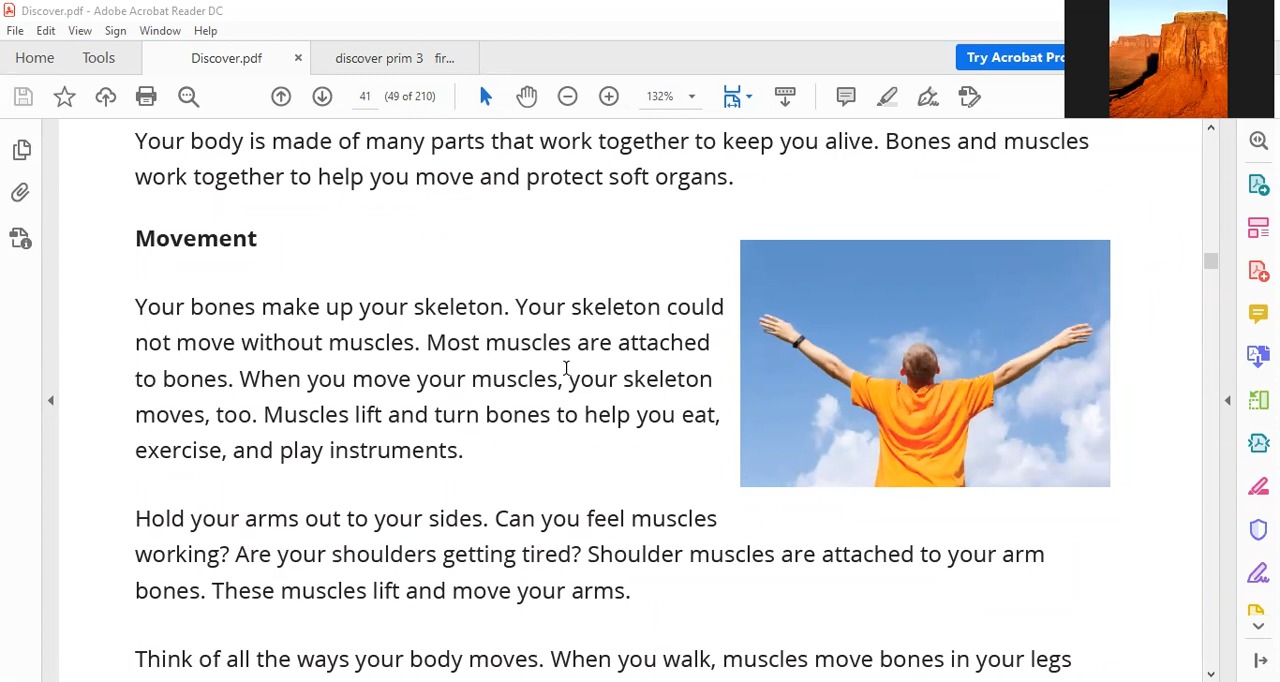 Discover.pdf - Adobe Acrobat Reader DC
File Edit View Sign Window Help
Home Tools Discover.pdf × discover prim 3 fir... Try Acrobat Pro
41 (49 of 210) 132%
Your body is made of many parts that work together to keep you alive. Bones and muscles
work together to help you move and protect soft organs.
Movement
Your bones make up your skeleton. Your skeleton could
not move without muscles. Most muscles are attached
to bones. When you move your muscles, your skeleton
moves, too. Muscles lift and turn bones to help you eat,
exercise, and play instruments.
Hold your arms out to your sides. Can you feel muscles
working? Are your shoulders getting tired? Shoulder muscles are attached to your arm
bones. These muscles lift and move your arms.
Think of all the ways your body moves. When you walk, muscles move bones in your legs